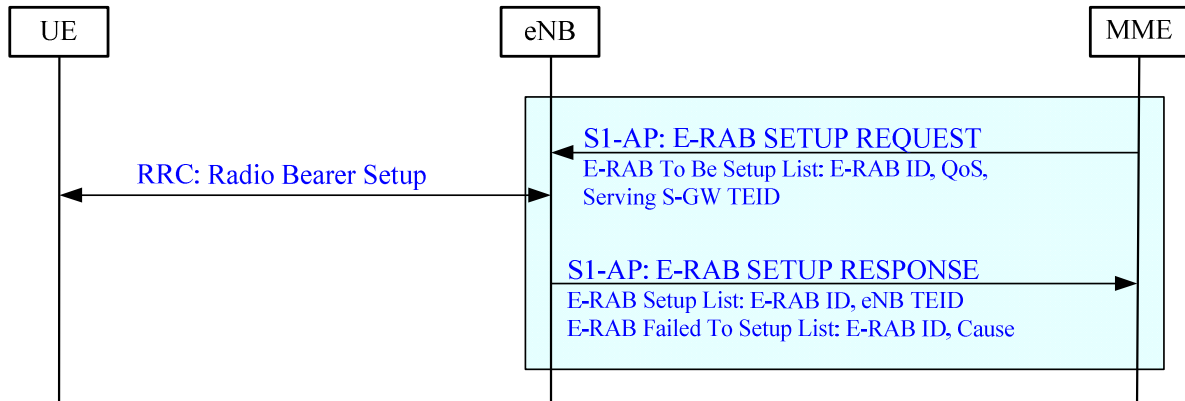 UE
eNB
MME
S1-AP: E-RAB SETUP REQUEST
E-RAB To Be Setup List: E-RAB ID, QoS,
Serving S-GW TEID
RRC: Radio Bearer Setup
S1-AP: E-RAB SETUP RESPONSE
E-RAB Setup List: E-RAB ID, eNB TEID
E-RAB Failed To Setup List: E-RAB ID, Cause